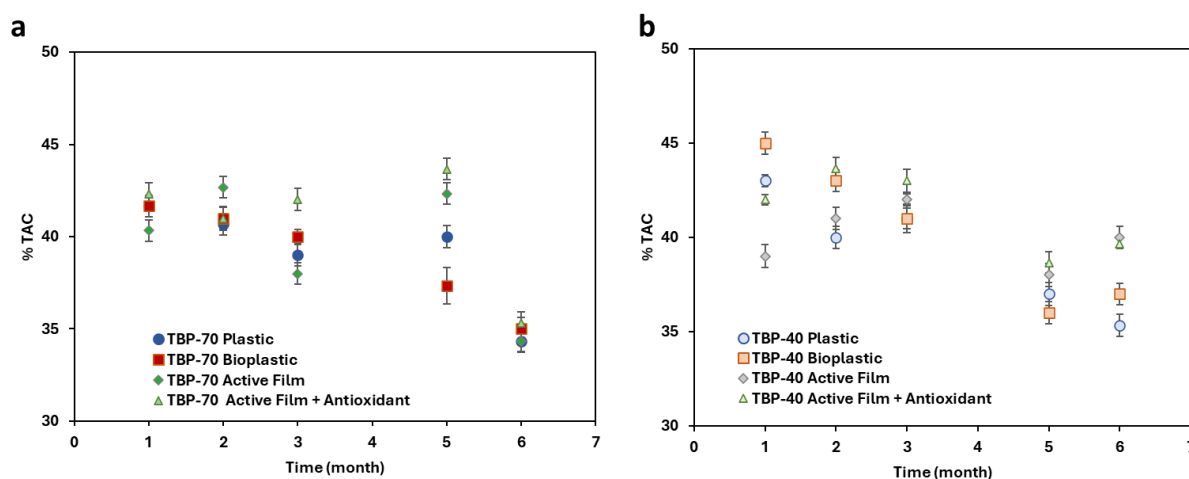 a
50
45
40
35
30
% TAC
TBP-70 Plastic
TBP-70 Bioplastic
TBP-70 Active Film
TBP-70 Active Film + Antioxidant
0 1 2 3 4 5 6 7
Time (month)
b
50
45
40
35
30
% TAC
TBP-40 Plastic
TBP-40 Bioplastic
TBP-40 Active Film
TBP-40 Active Film + Antioxidant
0 1 2 3 4 5 6 7
Time (month)